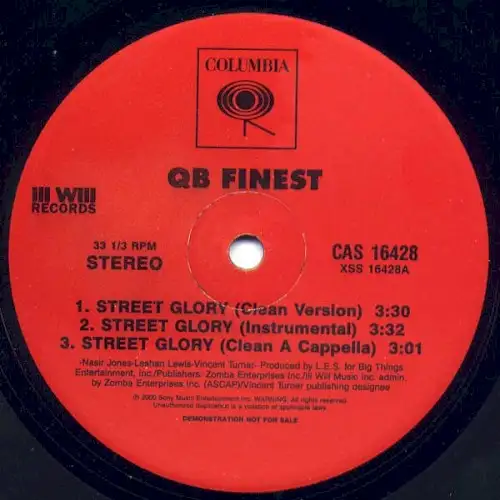 COLUMBIA
QB FINEST
Ill WIll
RECORDS
33 1/3 RPM
STEREO
CAS 16428
XSS 16428A
1. STREET GLORY (Clean Version) 3:30
2. STREET GLORY (Instrumental) 3:32
3. STREET GLORY (Clean A Cappella) 3:01
-Nasir Jones-Leshan Lewis-Vincent Turner- Produced by L.E.S. for Big Things
Entertainment, Inc./Publishers. Zomba Enterprises Inc./Ill Will Music Inc. admin.
by Zomba Enserprises Inc. (ASCAP)/Vincent Turner publishing designee
℗ 2000 Sony Music Entertainment Inc. WARNING: All rights reserved.
Unauthorized duplication is a violation of applicable laws.
DEMONSTRATION NOT FOR SALE